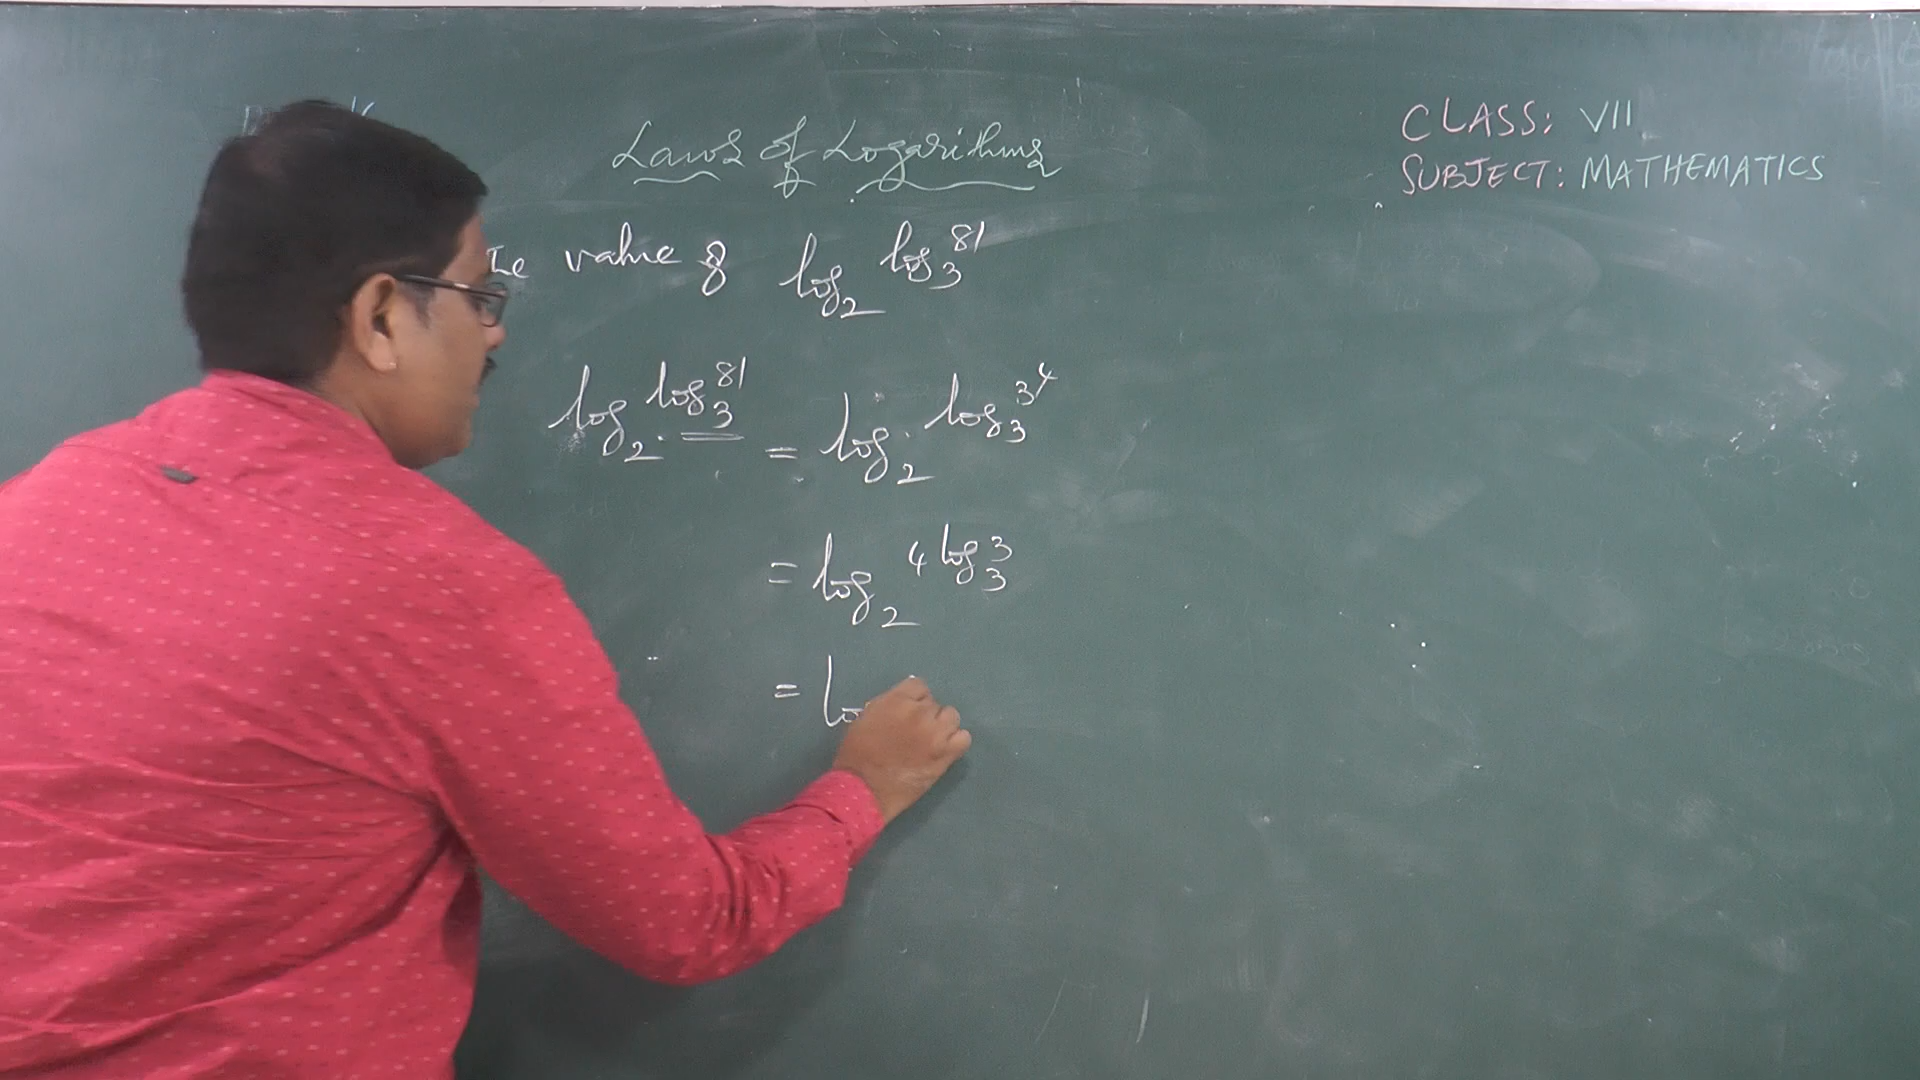 CLASS: VII
SUBJECT: MATHEMATICS
Laws of Logarithms
value of log₂ log₃ 81
log₂ log₃ 81 = log₂ log₃ 3⁴
= log₂ 4 log₃ 3
= lo